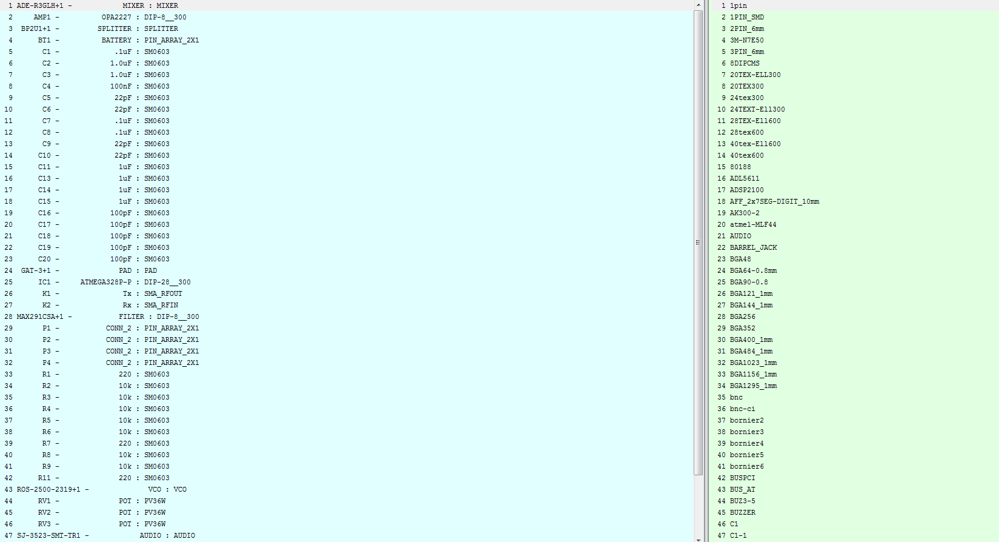 1 ADE-R3GLH+1 - MIXER : MIXER
2 AMP1 - OPA2227 : DIP-8__300
3 BP2U1+1 - SPLITTER : SPLITTER
4 BT1 - BATTERY : PIN_ARRAY_2X1
5 C1 - .1uF : SM0603
6 C2 - 1.0uF : SM0603
7 C3 - 1.0uF : SM0603
8 C4 - 100nF : SM0603
9 C5 - 22pF : SM0603
10 C6 - 22pF : SM0603
11 C7 - .1uF : SM0603
12 C8 - .1uF : SM0603
13 C9 - 22pF : SM0603
14 C10 - 22pF : SM0603
15 C11 - 1uF : SM0603
16 C13 - 1uF : SM0603
17 C14 - 1uF : SM0603
18 C15 - 1uF : SM0603
19 C16 - 100pF : SM0603
20 C17 - 100pF : SM0603
21 C18 - 100pF : SM0603
22 C19 - 100pF : SM0603
23 C20 - 100pF : SM0603
24 GAT-3+1 - PAD : PAD
25 IC1 - ATMEGA328P-P : DIP-28__300
26 K1 - Tx : SMA_RFOUT
27 K2 - Rx : SMA_RFIN
28 MAX291CSA+1 - FILTER : DIP-8__300
29 P1 - CONN_2 : PIN_ARRAY_2X1
30 P2 - CONN_2 : PIN_ARRAY_2X1
31 P3 - CONN_2 : PIN_ARRAY_2X1
32 P4 - CONN_2 : PIN_ARRAY_2X1
33 R1 - 220 : SM0603
34 R2 - 10k : SM0603
35 R3 - 10k : SM0603
36 R4 - 10k : SM0603
37 R5 - 10k : SM0603
38 R6 - 10k : SM0603
39 R7 - 220 : SM0603
40 R8 - 10k : SM0603
41 R9 - 10k : SM0603
42 R11 - 220 : SM0603
43 ROS-2500-2319+1 - VCO : VCO
44 RV1 - POT : PV36W
45 RV2 - POT : PV36W
46 RV3 - POT : PV36W
47 SJ-3523-SMT-TR1 - AUDIO : AUDIO
1 1pin
2 1PIN_SMD
3 2PIN_6mm
4 3M-N7E50
5 3PIN_6mm
6 8DIPCMS
7 20TEX-ELL300
8 20TEX300
9 24tex300
10 24TEXT-Ell300
11 28TEX-Ell600
12 28tex600
13 40tex-Ell600
14 40tex600
15 80188
16 ADL5611
17 ADSP2100
18 AFF_2x7SEG-DIGIT_10mm
19 AK300-2
20 atmel-MLF44
21 AUDIO
22 BARREL_JACK
23 BGA48
24 BGA64-0.8mm
25 BGA90-0.8
26 BGA121_1mm
27 BGA144_1mm
28 BGA256
29 BGA352
30 BGA400_1mm
31 BGA484_1mm
32 BGA1023_1mm
33 BGA1156_1mm
34 BGA1295_1mm
35 bnc
36 bnc-ci
37 bornier2
38 bornier3
39 bornier4
40 bornier5
41 bornier6
42 BUSPCI
43 BUS_AT
44 BUZ3-5
45 BUZZER
46 C1
47 C1-1